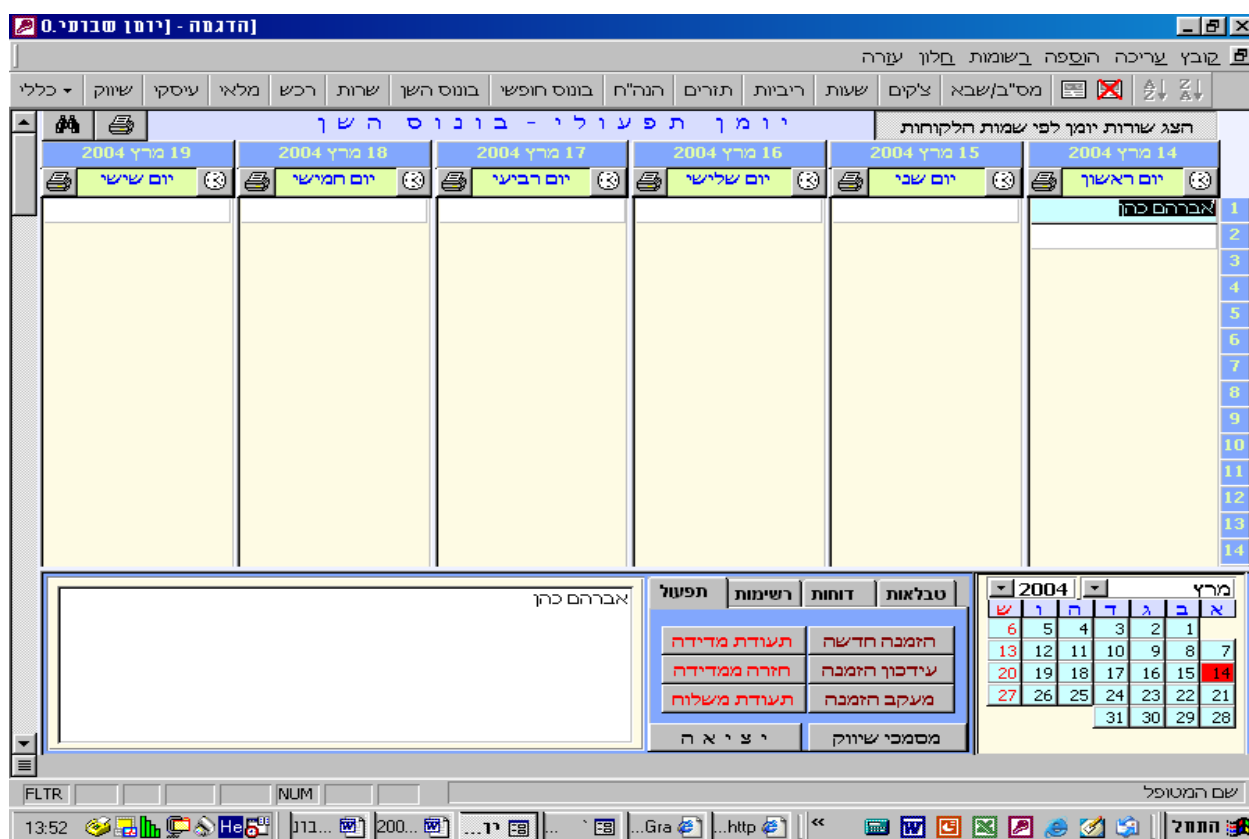 [הדגמה - [יומן שבועי.0
קובץ עריכה הוספה רשומות חלון עזרה
מס"ב/שבא צ'קים שעות ריביות תזרים הנה"ח בונוס חופשי בונוס השן שרות רכש מלאי עיסקי שיווק כללי
הצג שורות יומן לפי שמות הלקוחות
יומן תפעולי - בונוס השן
14 מרץ 2004 15 מרץ 2004 16 מרץ 2004 17 מרץ 2004 18 מרץ 2004 19 מרץ 2004
יום ראשון יום שני יום שלישי יום רביעי יום חמישי יום שישי
1 אברהם כהן
2
3
4
5
6
7
8
9
10
11
12
13
14
מרץ 2004
א ב ג ד ה ו ש
1 2 3 4 5 6
7 8 9 10 11 12 13
14 15 16 17 18 19 20
21 22 23 24 25 26 27
28 29 30 31
טבלאות דוחות רשימות תפעול
הזמנה חדשה תעודת מדידה
עידכון הזמנה חזרה ממדידה
מעקב הזמנה תעודת משלוח
מסמכי שיווק יציאה
אברהם כהן
שם המטופל
NUM FLTR
התחל » http... Gra... ... יו... 200... בונ... He 13:52